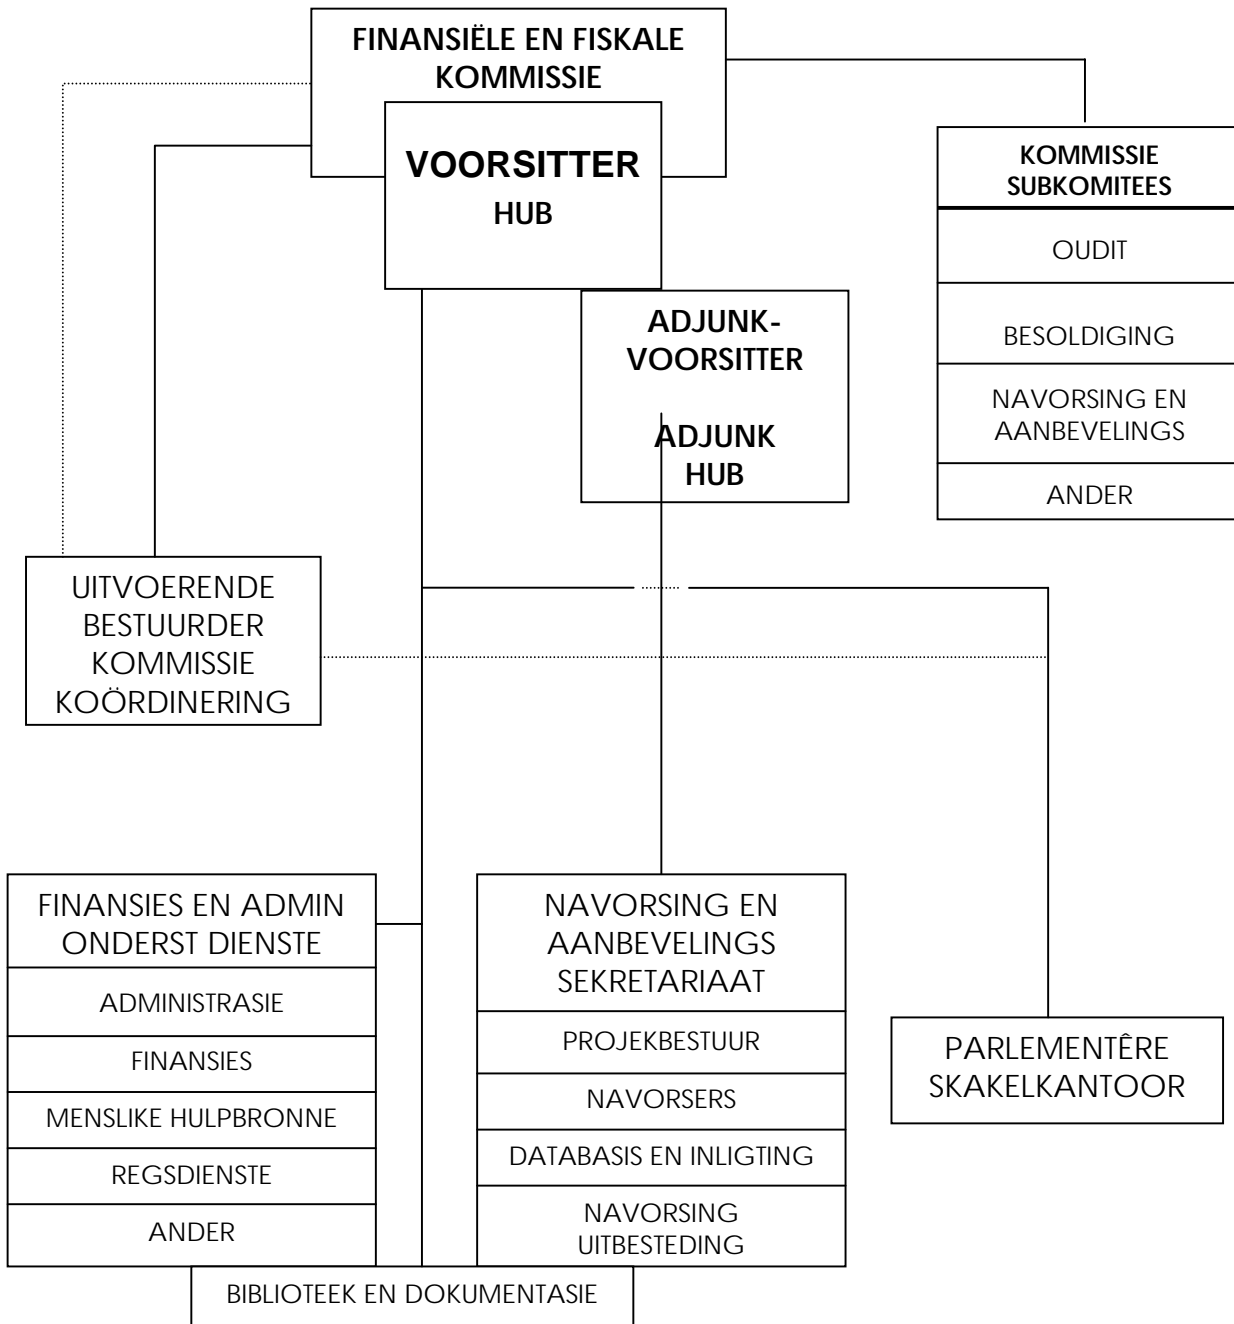 FINANSIËLE EN FISKALE
KOMMISSIE
VOORSITTER
HUB
ADJUNK-
VOORSITTER
ADJUNK
HUB
KOMMISSIE
SUBKOMITEES
OUDIT
BESOLDIGING
NAVORSING EN
AANBEVELINGS
ANDER
UITVOERENDE
BESTUURDER
KOMMISSIE
KOÖRDINERING
FINANSIES EN ADMIN
ONDERST DIENSTE
ADMINISTRASIE
FINANSIES
MENSLIKE HULPBRONNE
REGSDIENSTE
ANDER
NAVORSING EN
AANBEVELINGS
SEKRETARIAAT
PROJEKBESTUUR
NAVORSERS
DATABASIS EN INLIGTING
NAVORSING
UITBESTEDING
PARLEMENTÊRE
SKAKELKANTOOR
BIBLIOTEEK EN DOKUMENTASIE